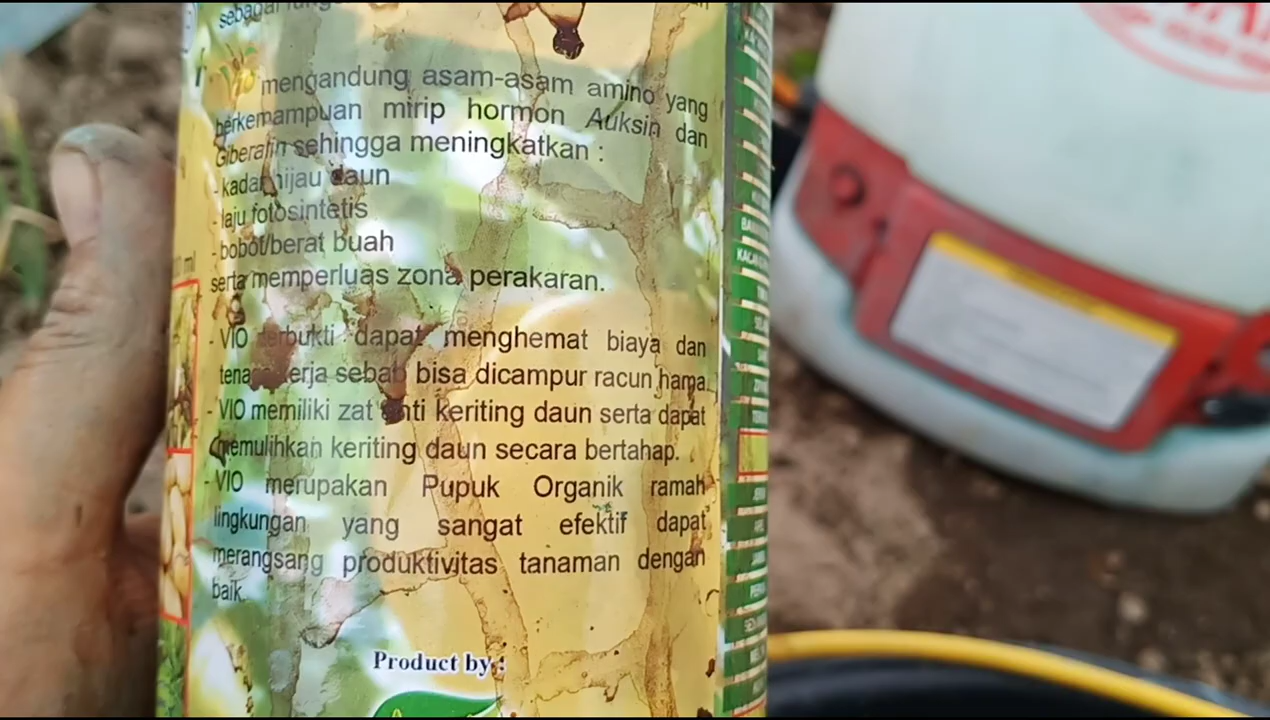 sebagai fung
Vio mengandung asam-asam amino yang
berkemampuan mirip hormon Auksin dan
Giberalin sehingga meningkatkan :
- kadar hijau daun
- laju fotosintetis
- bobot/berat buah
serta memperluas zona perakaran.
- VIO terbukti dapat menghemat biaya dan
tenaga kerja sebab bisa dicampur racun hama.
- VIO memiliki zat anti keriting daun serta dapat
memulihkan keriting daun secara bertahap.
- VIO merupakan Pupuk Organik ramah
lingkungan yang sangat efektif dapat
merangsang produktivitas tanaman dengan
baik.
Product by :